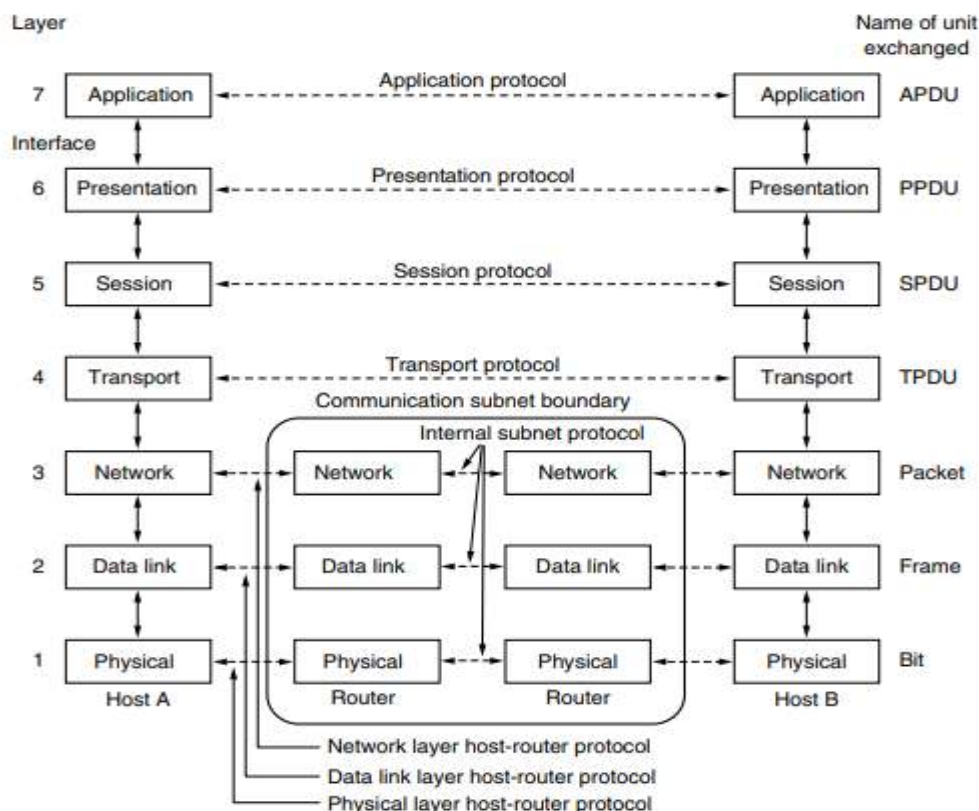 Layer
Name of unit
exchanged
7 Application Application protocol Application APDU
Interface
6 Presentation Presentation protocol Presentation PPDU
5 Session Session protocol Session SPDU
4 Transport Transport protocol Transport TPDU
Communication subnet boundary
Internal subnet protocol
3 Network Network Network Network Packet
2 Data link Data link Data link Data link Frame
1 Physical Physical Physical Physical Bit
Host A Router Router Host B
Network layer host-router protocol
Data link layer host-router protocol
Physical layer host-router protocol